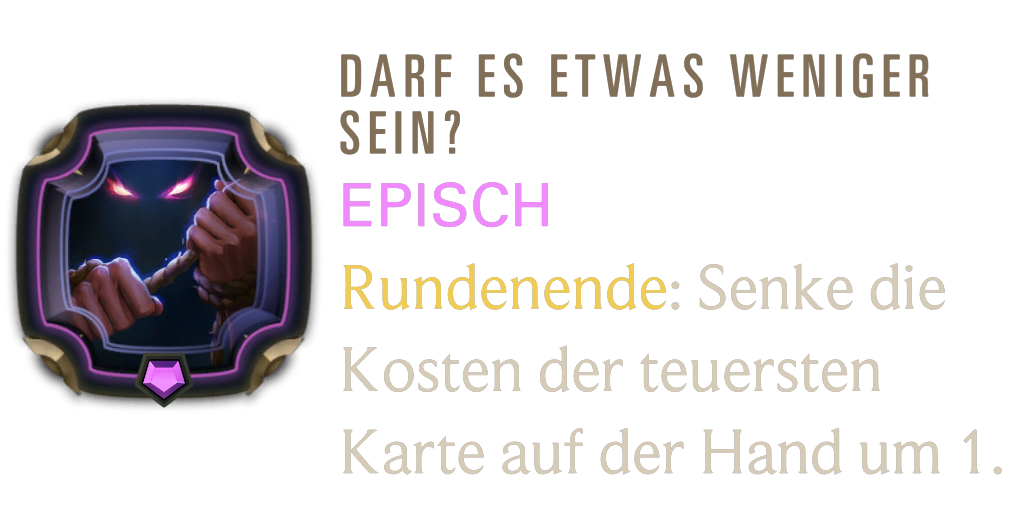 DARF ES ETWAS WENIGER
SEIN?
EPISCH
Rundenende: Senke die
Kosten der teuersten
Karte auf der Hand um 1.